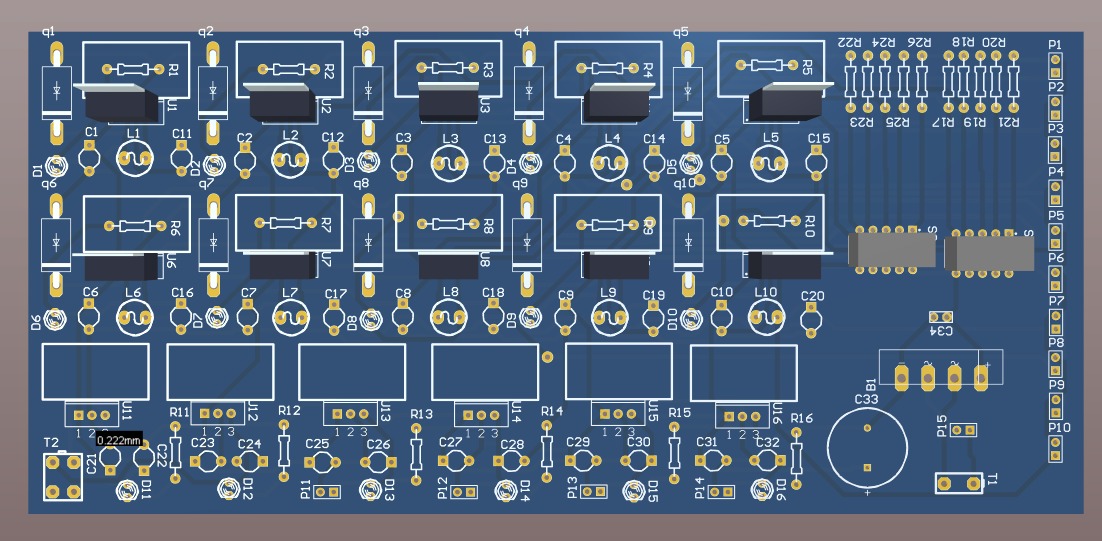 q1 q2 q3 q4 q5
R22 R24 R26 R18 R20
P1
R1 R2 R3 R4 R5
P2
U1 U2 U3
R23 R25 R17 R19 R21
P3
C1 L1 C11 C2 L2 C12 C3 L3 C13 C4 L4 C14 C5 L5 C15
D1 D2 D3 D4 D5
P4
q6 q7 q8 q9 q10
P5
R6 R7 R8 R9 R10
U6 U7 U8
S S
P6
C6 L6 C16 C7 L7 C17 C8 L8 C18 C9 L9 C19 C10 L10 C20
P7
D6 D7 D8 D9 D10
C34
P8
1 2 2 +
B1
P9
U11 U12 U13 U14 U15 U16
C33
R11 R12 R13 R14 R15 R16
1 2 3 1 2 3 1 2 3 1 2 3 1 2 3 1 2 3
P15
P10
T2 0.222mm
C21 C22 C23 C24 C25 C26 C27 C28 C29 C30 C31 C32
D11 D12 P11 D13 P12 D14 P13 D15 P14 D16
+
T1